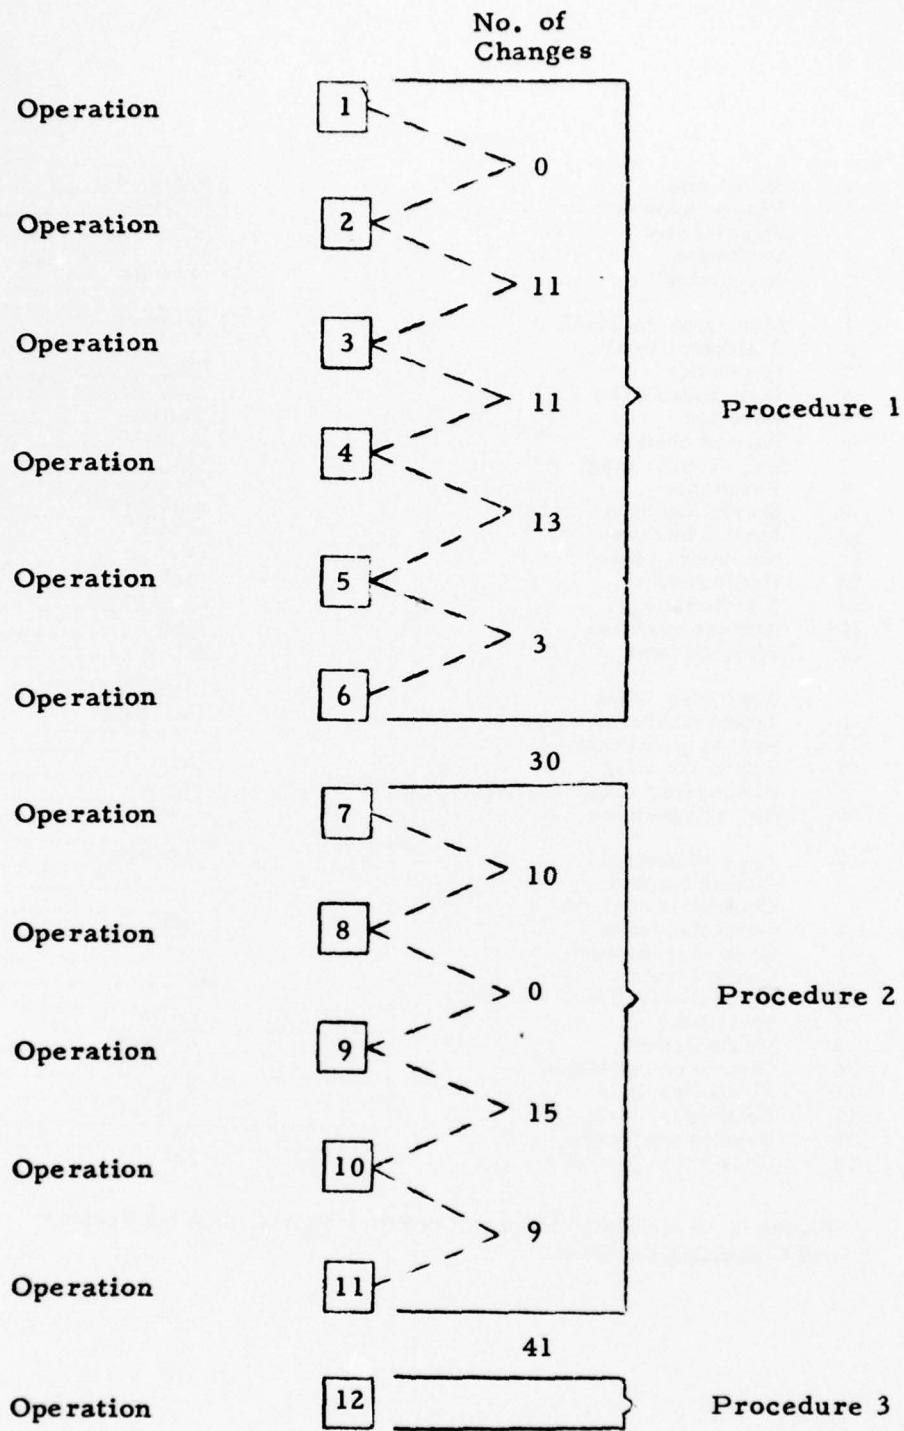 No. of
Changes
Operation 1
0
Operation 2
11
Operation 3
11
Procedure 1
Operation 4
13
Operation 5
3
Operation 6
30
Operation 7
10
Operation 8
0
Procedure 2
Operation 9
15
Operation 10
9
Operation 11
41
Operation 12
Procedure 3